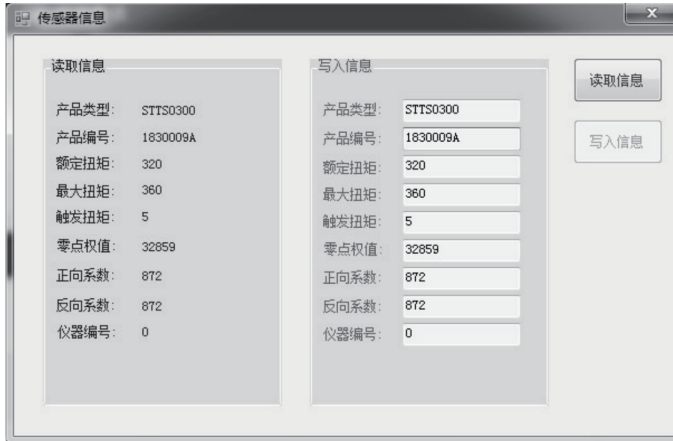 传感器信息
读取信息
产品类型: STTS0300
产品编号: 1830009A
额定扭矩: 320
最大扭矩: 360
触发扭矩: 5
零点权值: 32859
正向系数: 872
反向系数: 872
仪器编号: 0
写入信息
产品类型: STTS0300
产品编号: 1830009A
额定扭矩: 320
最大扭矩: 360
触发扭矩: 5
零点权值: 32859
正向系数: 872
反向系数: 872
仪器编号: 0
读取信息
写入信息